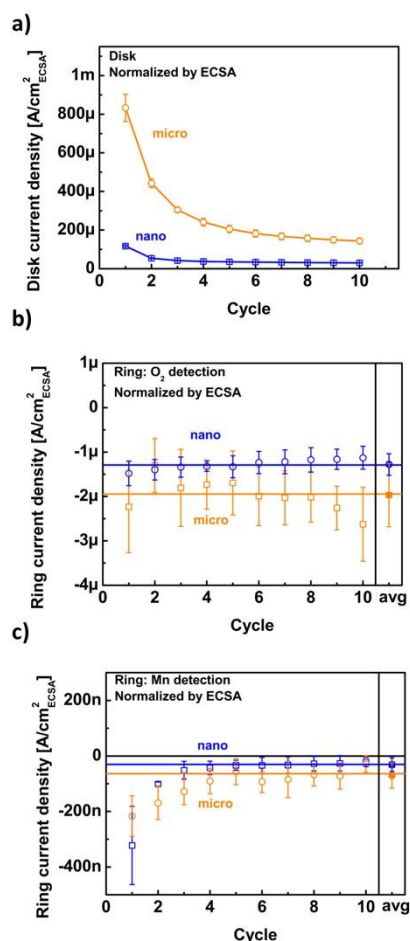 a)
Disk current density [A/cm²ECSA]
1m
800µ
600µ
400µ
200µ
0
Disk
Normalized by ECSA
micro
nano
0 2 4 6 8 10
Cycle
b)
Ring current density [A/cm²ECSA]
1µ
0
-1µ
-2µ
-3µ
-4µ
Ring: O₂ detection
Normalized by ECSA
nano
micro
0 2 4 6 8 10 avg
Cycle
c)
Ring current density [A/cm²ECSA]
200n
0
-200n
-400n
Ring: Mn detection
Normalized by ECSA
nano
micro
0 2 4 6 8 10 avg
Cycle